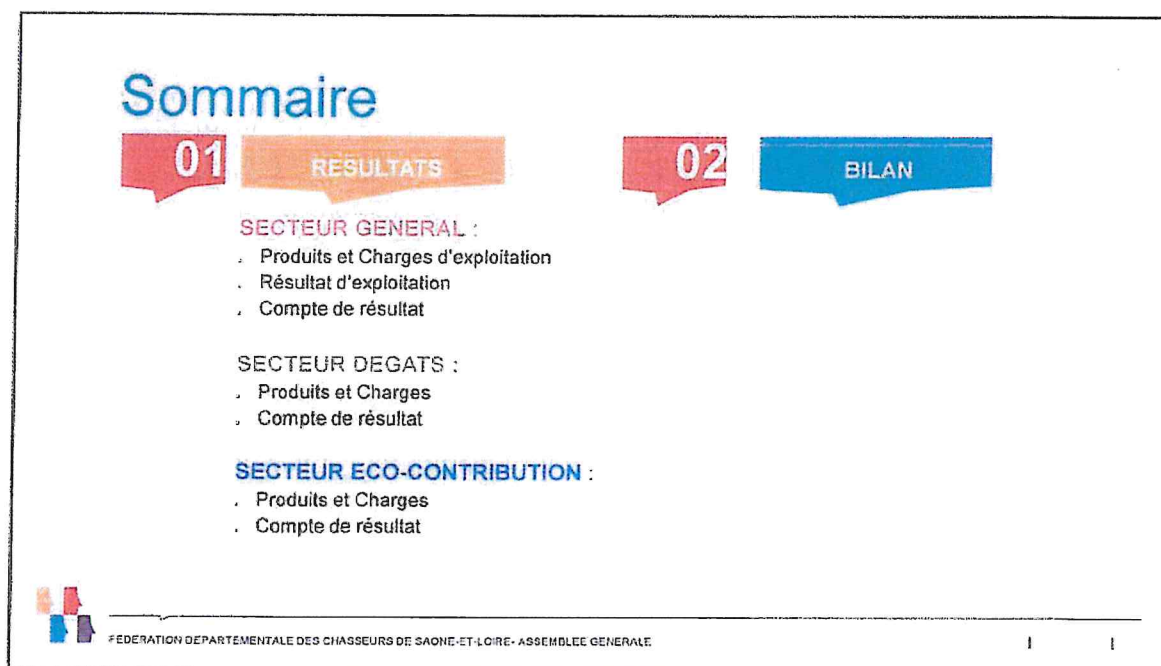 Sommaire
01
RESULTATS
02
BILAN
SECTEUR GENERAL :
. Produits et Charges d'exploitation
. Résultat d'exploitation
. Compte de résultat
SECTEUR DEGATS :
. Produits et Charges
. Compte de résultat
SECTEUR ECO-CONTRIBUTION :
. Produits et Charges
. Compte de résultat
FEDERATION DEPARTEMENTALE DES CHASSEURS DE SAONE-ET-LOIRE- ASSEMBLEE GENERALE